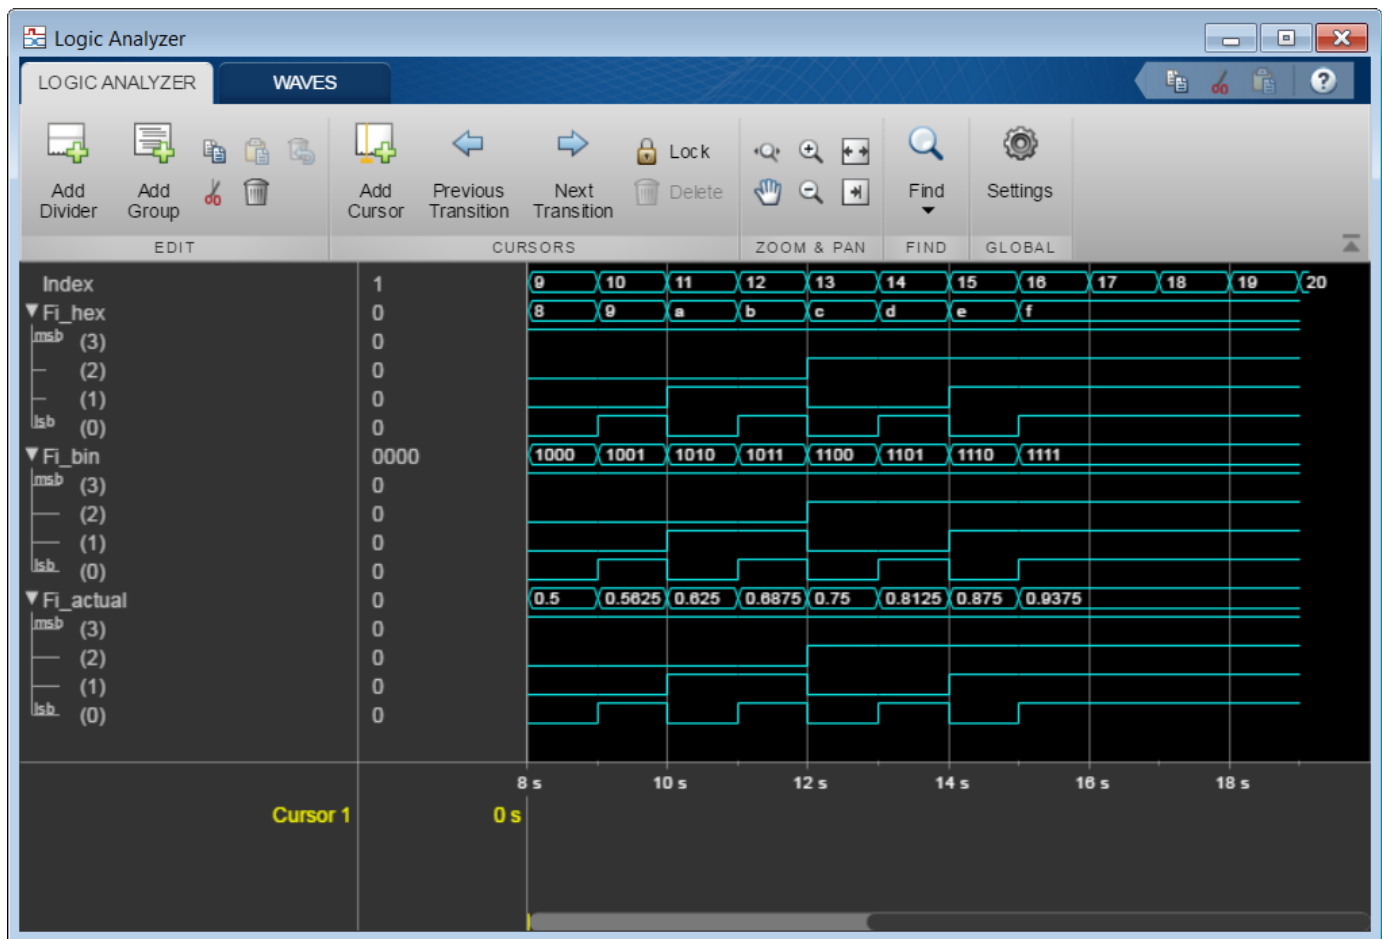 Logic Analyzer
LOGIC ANALYZER WAVES
Add Divider
Add Group
Add Cursor
Previous Transition
Next Transition
Lock
Delete
Find
Settings
EDIT CURSORS ZOOM & PAN FIND GLOBAL
Index 1 9 10 11 12 13 14 15 16 17 18 19 20
Fi_hex 0 8 9 a b c d e f
msb (3) 0
(2) 0
(1) 0
lsb (0) 0
Fi_bin 0000 1000 1001 1010 1011 1100 1101 1110 1111
msb (3) 0
(2) 0
(1) 0
lsb (0) 0
Fi_actual 0 0.5 0.5625 0.625 0.6875 0.75 0.8125 0.875 0.9375
msb (3) 0
(2) 0
(1) 0
lsb (0) 0
8 s 10 s 12 s 14 s 16 s 18 s
Cursor 1 0 s